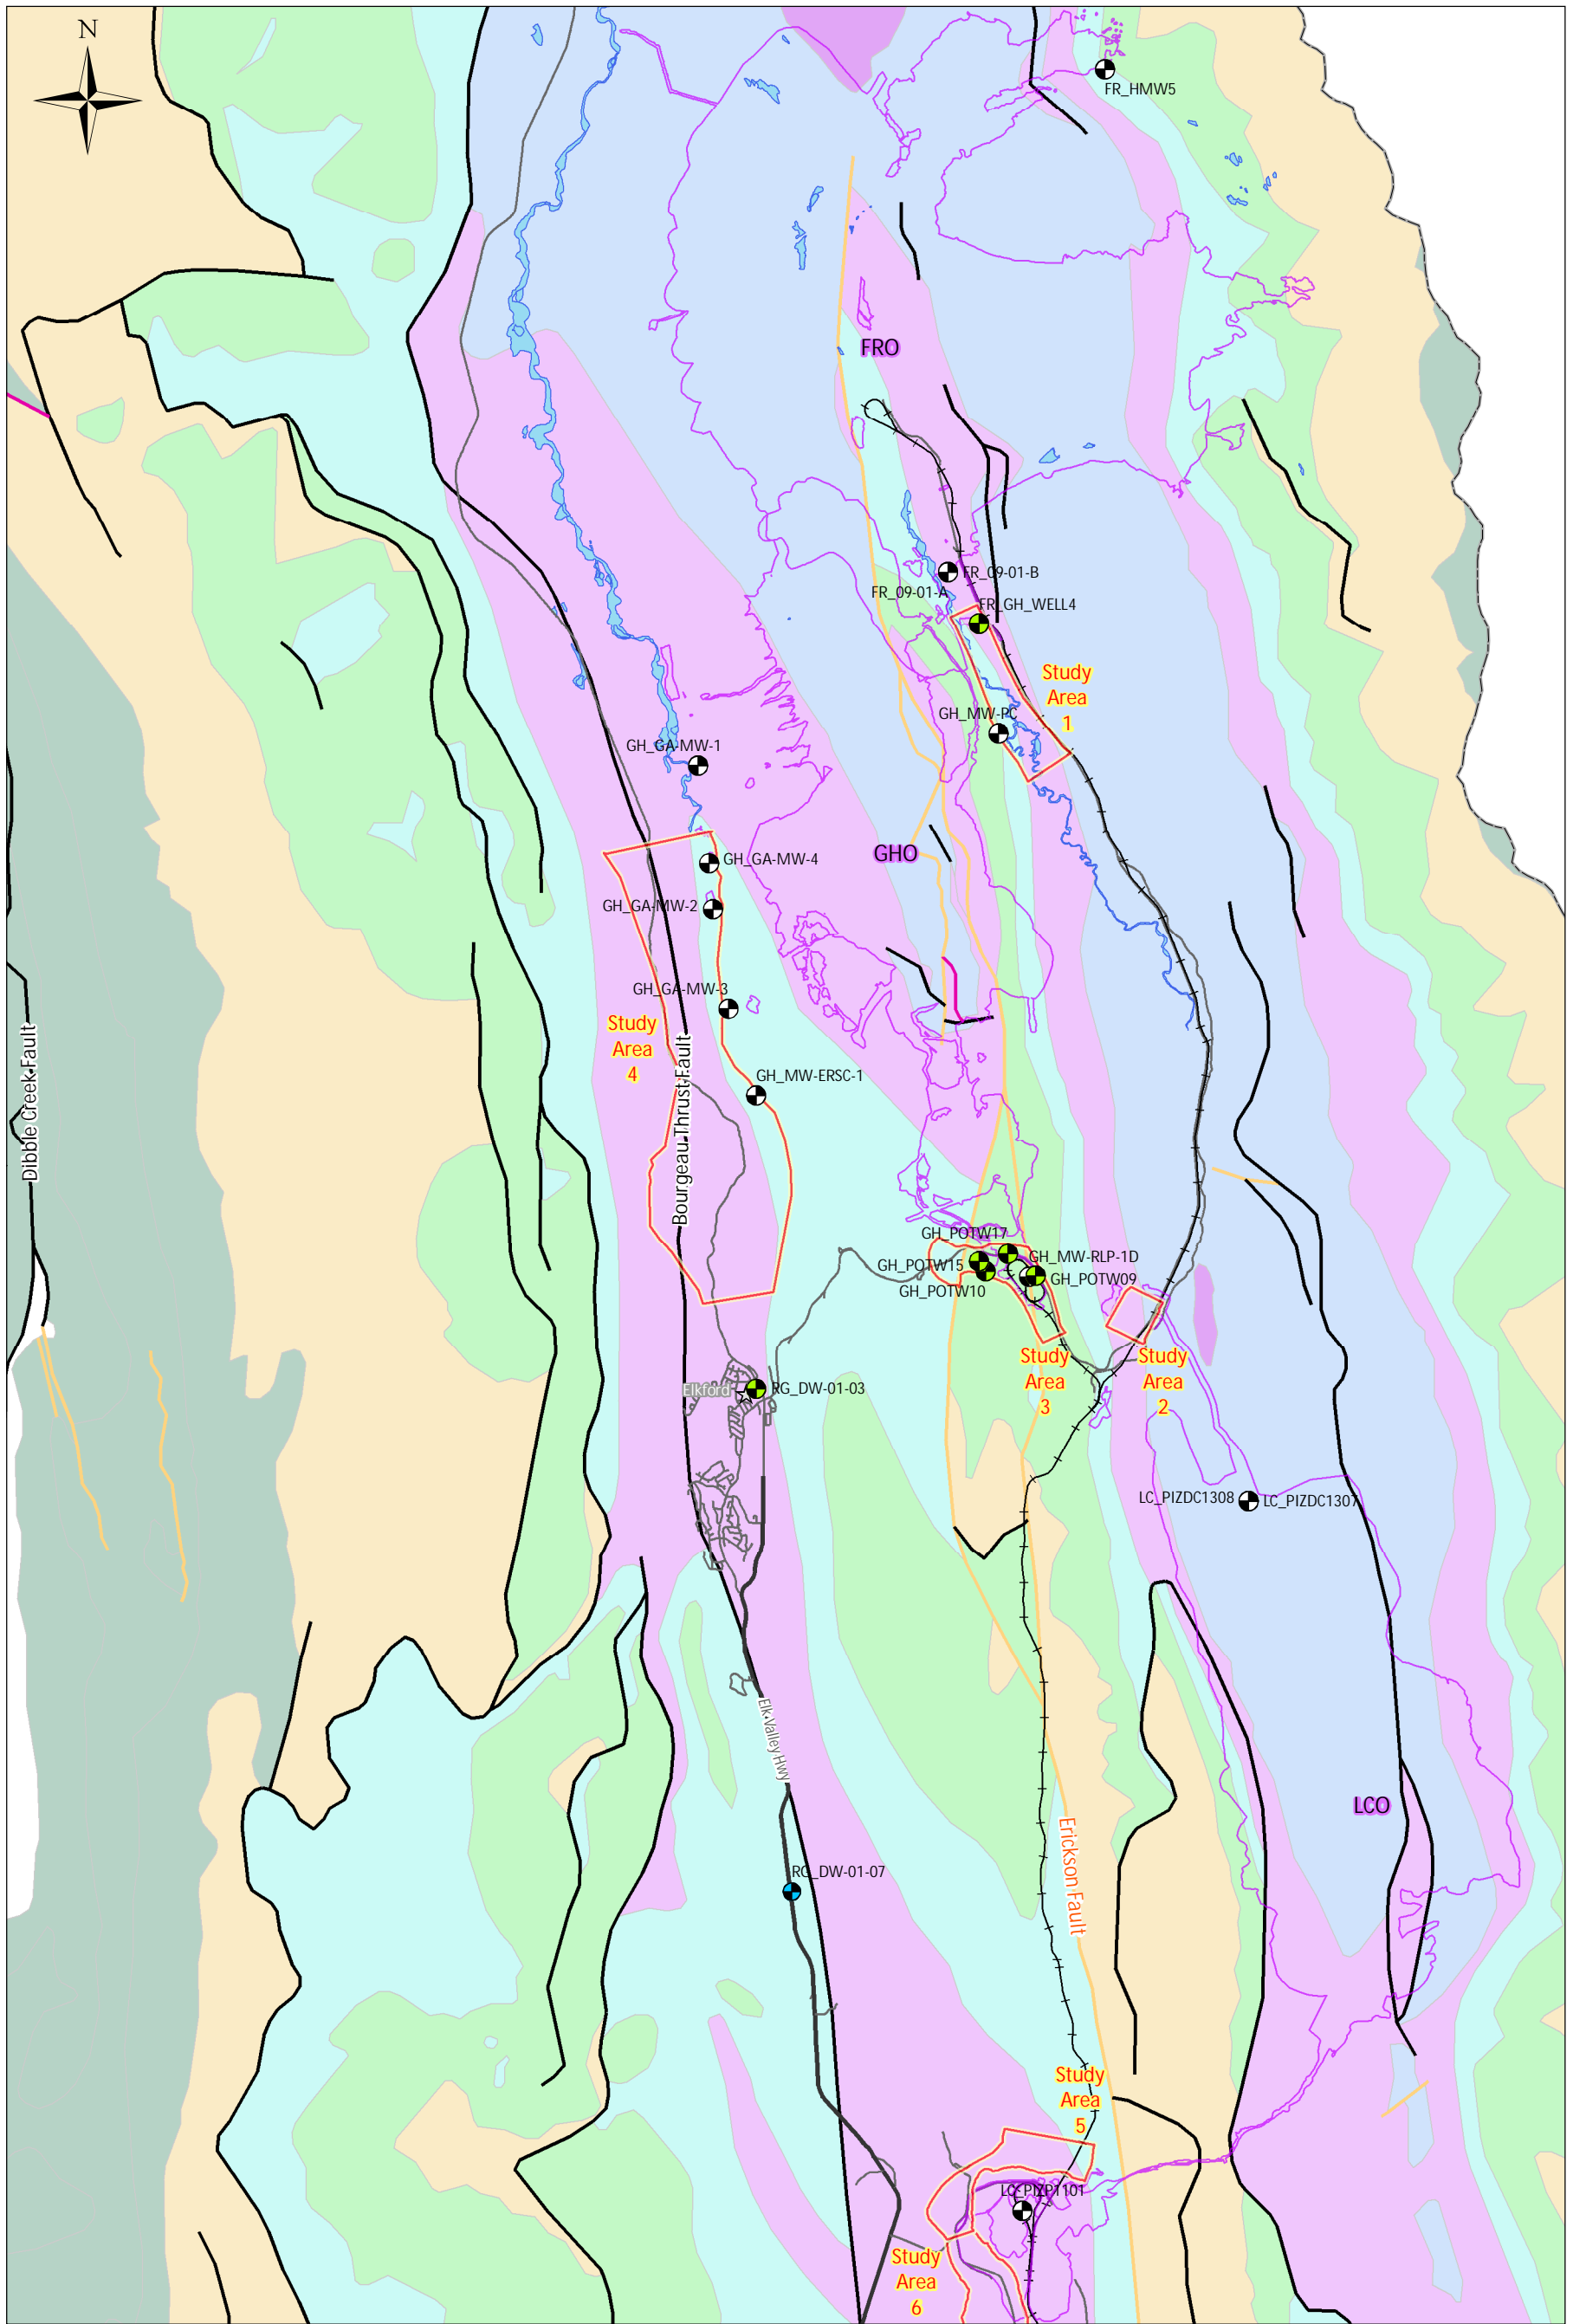 N
FR_HMW5
FRO
FR_09-01-B
FR_09-01-A
FR_GH_WELL4
Study
Area
1
GH_MW-PC
GH_GA-MW-1
GHO
GH_GA-MW-4
GH_GA-MW-2
GH_GA-MW-3
Study
Area
4
Dibble Creek Fault
Bourgeau Thrust Fault
GH_MW-ERSC-1
GH_POTW17
GH_MW-RLP-1D
GH_POTW15
GH_POTW09
GH_POTW10
Study
Area
3
Study
Area
2
Elkford
RG_DW-01-03
LC_PIZDC1308
LC_PIZDC1307
Elk Valley Hwy
LCO
Erickson Fault
RG_DW-01-07
Study
Area
5
LC_PIZP1101
Study
Area
6